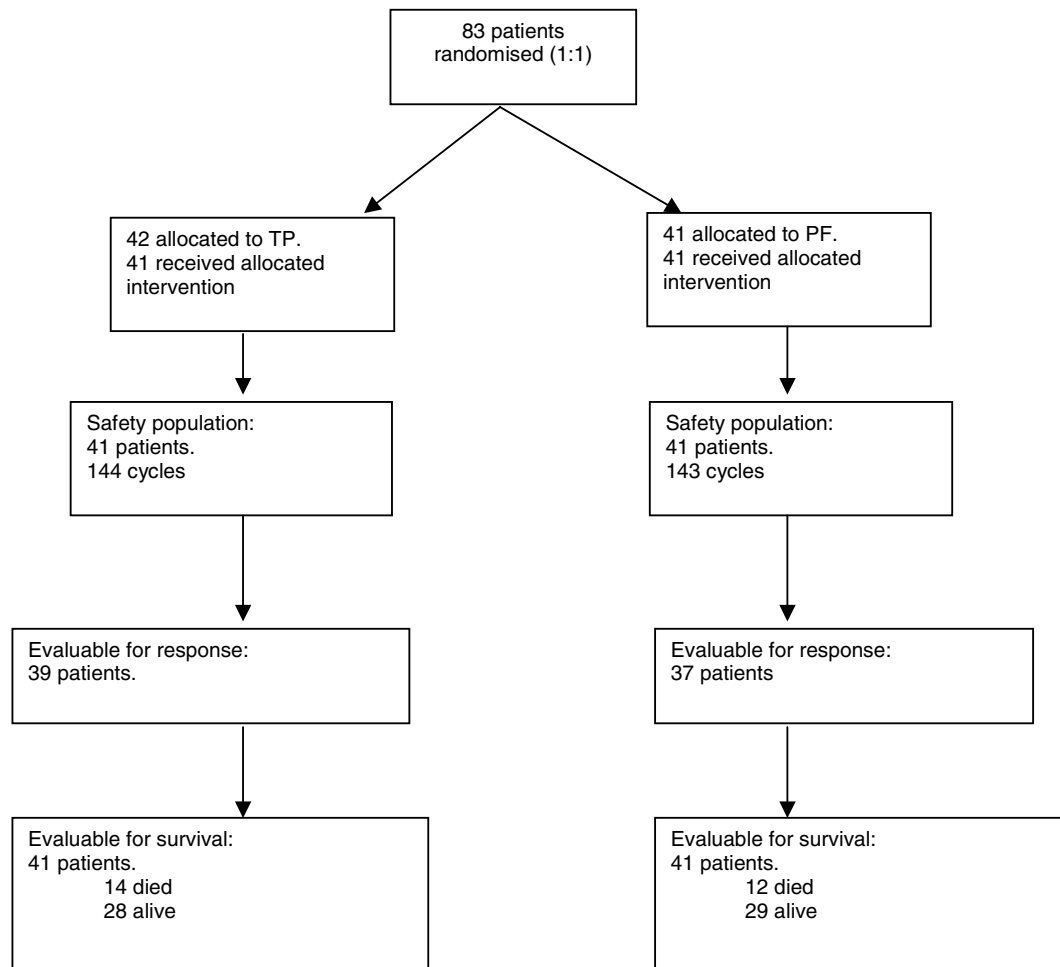 83 patients
randomised (1:1)
42 allocated to TP.
41 received allocated
intervention
41 allocated to PF.
41 received allocated
intervention
Safety population:
41 patients.
144 cycles
Safety population:
41 patients.
143 cycles
Evaluable for response:
39 patients.
Evaluable for response:
37 patients
Evaluable for survival:
41 patients.
14 died
28 alive
Evaluable for survival:
41 patients.
12 died
29 alive